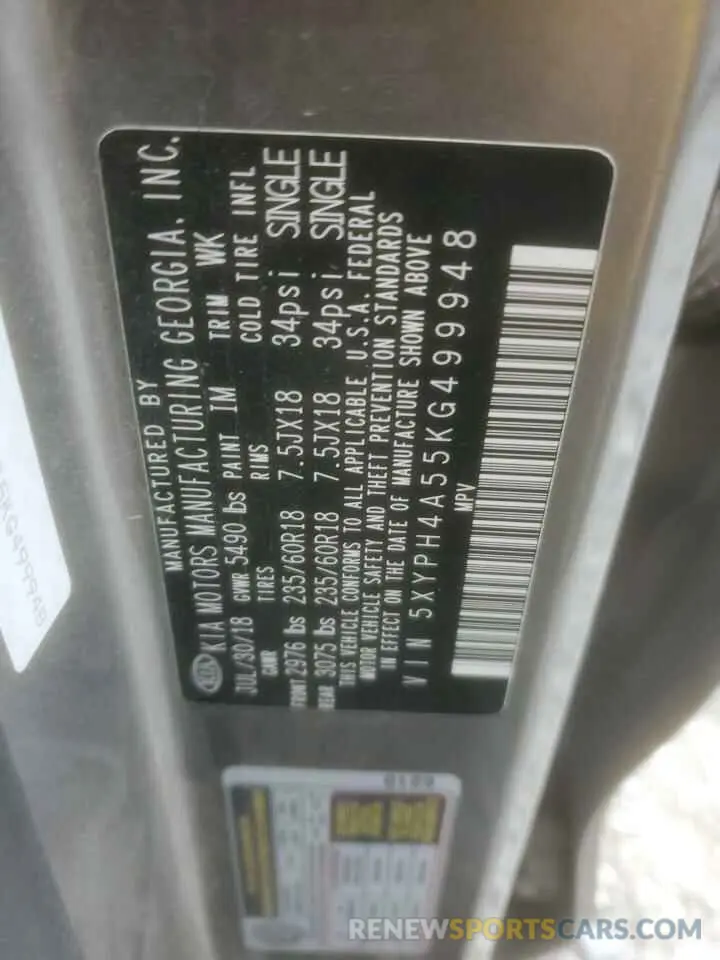 MANUFACTURED BY
KIA KIA MOTORS MANUFACTURING GEORGIA, INC.
JUL/30/18 GVWR 5490 lbs PAINT IM TRIM WK
GAWR TIRES RIMS COLD TIRE INFL
FRONT 2976 lbs 235/60R18 7.5JX18 34psi SINGLE
REAR 3075 lbs 235/60R18 7.5JX18 34psi SINGLE
THIS VEHICLE CONFORMS TO ALL APPLICABLE U.S.A. FEDERAL
MOTOR VEHICLE SAFETY AND THEFT PREVENTION STANDARDS
IN EFFECT ON THE DATE OF MANUFACTURE SHOWN ABOVE
VIN 5XYPH4A55KG499948
MPV
RENEWSPORTSCARS.COM